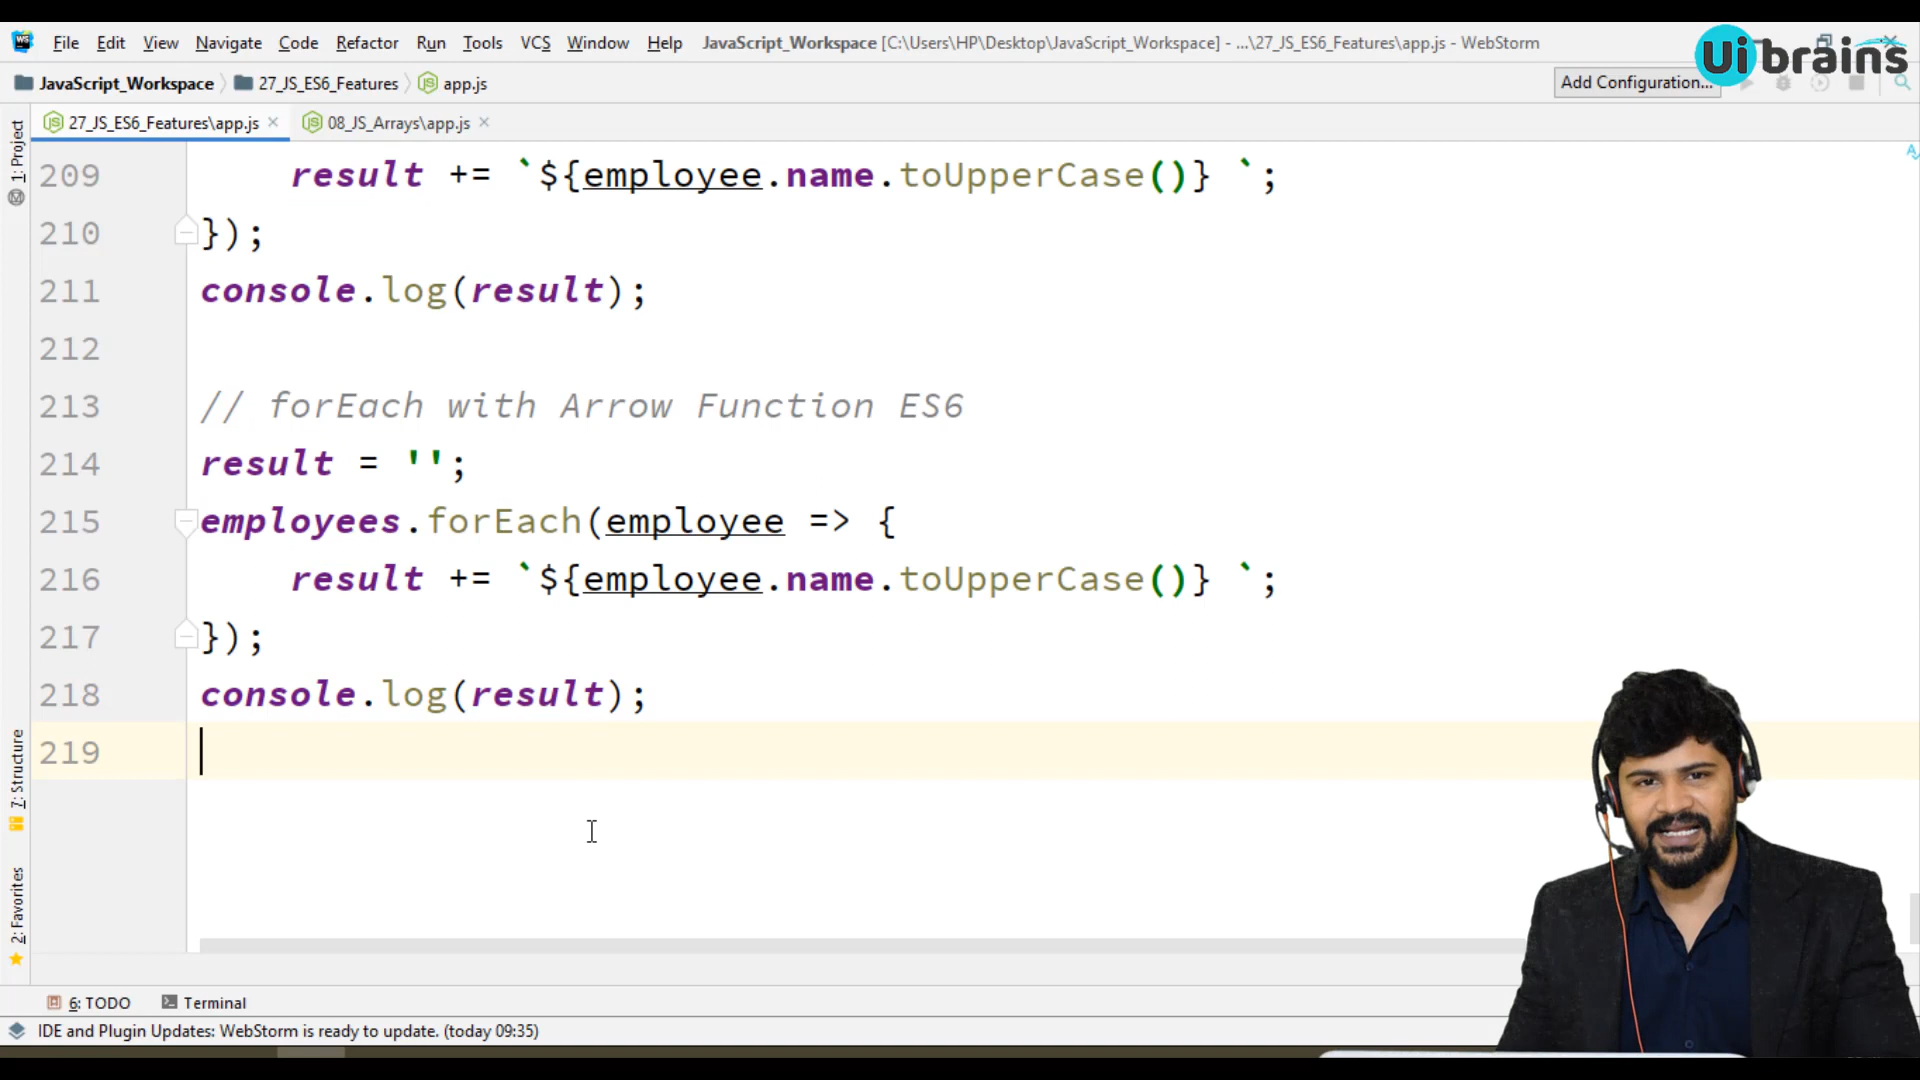 File Edit View Navigate Code Refactor Run Tools VCS Window Help JavaScript_Workspace [C:\Users\HP\Desktop\JavaScript_Workspace] - ...\27_JS_ES6_Features\app.js - WebStorm
Ui brains
JavaScript_Workspace 27_JS_ES6_Features app.js Add Configuration...
27_JS_ES6_Features\app.js 08_JS_Arrays\app.js
1: Project
209 result += `${employee.name.toUpperCase()} `;
210 });
211 console.log(result);
212
213 // forEach with Arrow Function ES6
214 result = '';
215 employees.forEach(employee => {
216 result += `${employee.name.toUpperCase()} `;
217 });
218 console.log(result);
219
7: Structure
2: Favorites
6: TODO Terminal
IDE and Plugin Updates: WebStorm is ready to update. (today 09:35)